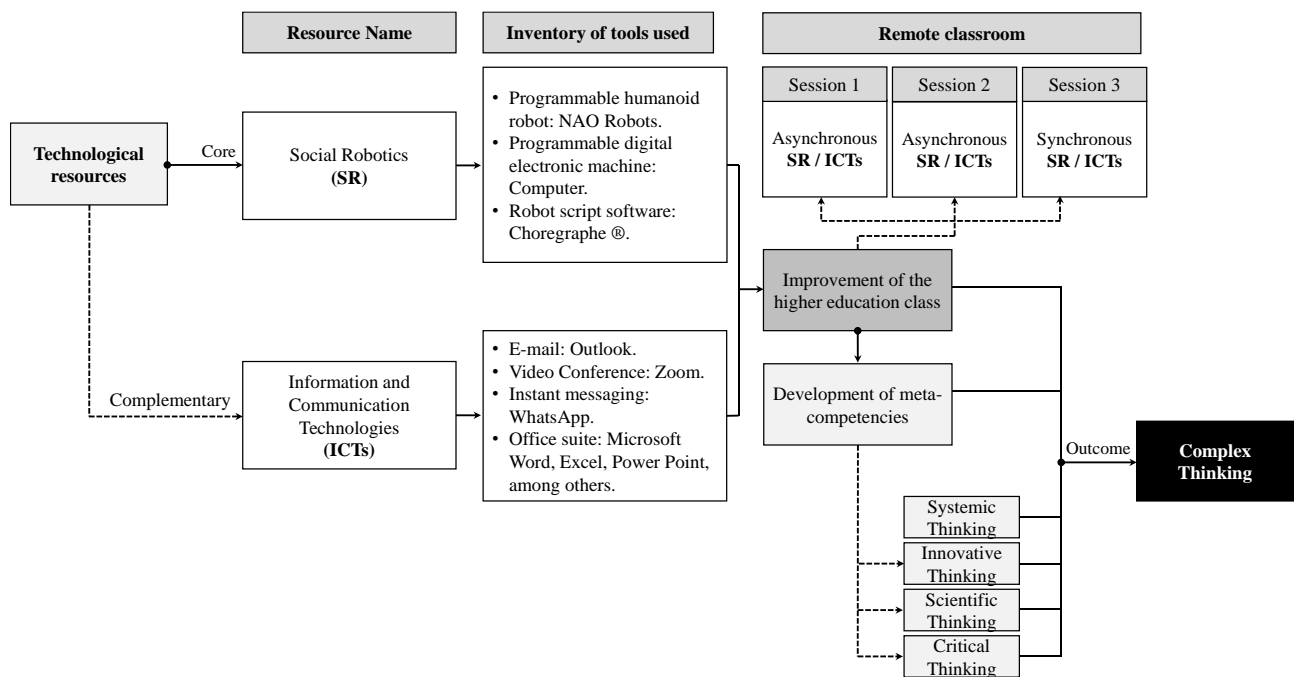 Resource Name
Inventory of tools used
Remote classroom
Session 1
Session 2
Session 3
Asynchronous
SR / ICTs
Asynchronous
SR / ICTs
Synchronous
SR / ICTs
Technological
resources
Core
Social Robotics
(SR)
• Programmable humanoid
robot: NAO Robots.
• Programmable digital
electronic machine:
Computer.
• Robot script software:
Choregraphe ®.
Improvement of the
higher education class
Complementary
Information and
Communication
Technologies
(ICTs)
• E-mail: Outlook.
• Video Conference: Zoom.
• Instant messaging:
WhatsApp.
• Office suite: Microsoft
Word, Excel, Power Point,
among others.
Development of meta-
competencies
Outcome
Complex
Thinking
Systemic
Thinking
Innovative
Thinking
Scientific
Thinking
Critical
Thinking